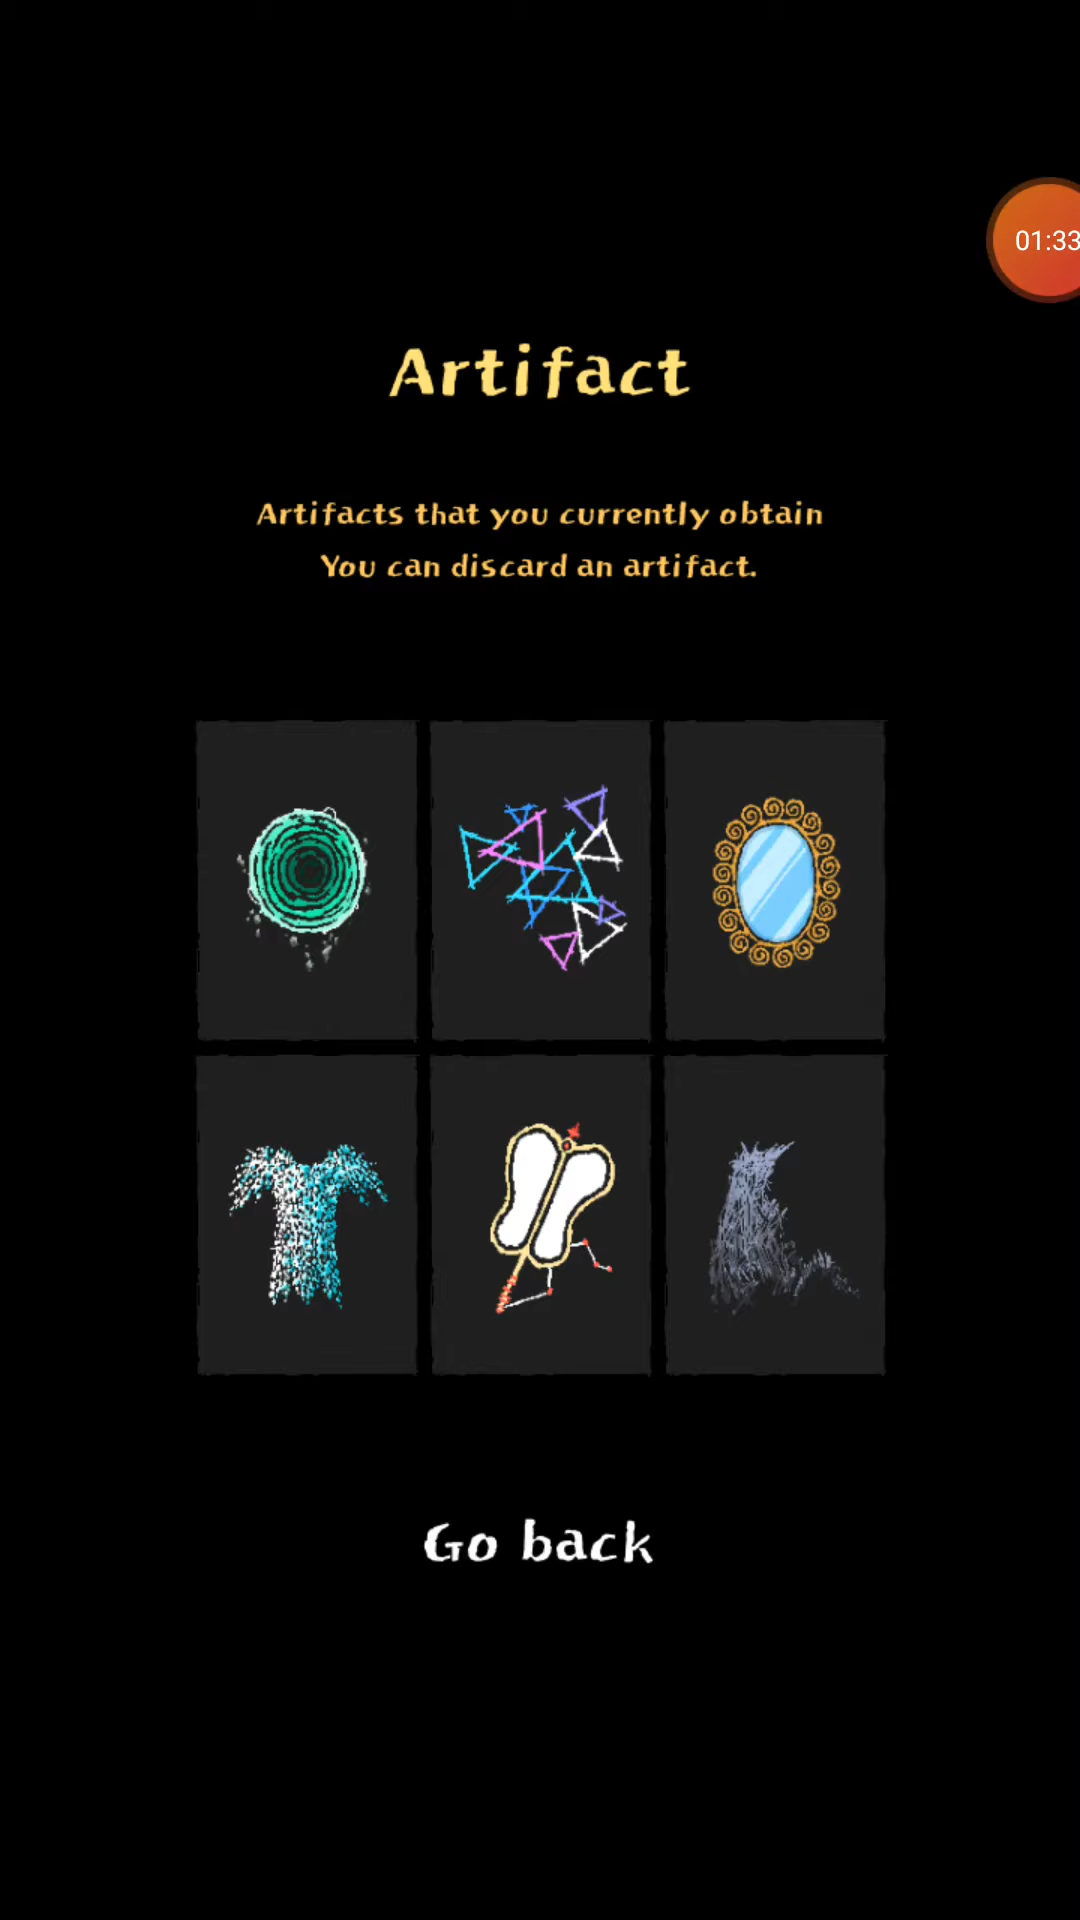 01:33
Artifact
Artifacts that you currently obtain
You can discard an artifact.
Go back